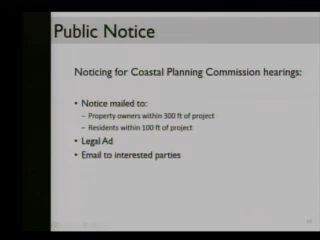 Public Notice
Noticing for Coastal Planning Commission hearings:
• Notice mailed to:
– Property owners within 300 ft of project
– Residents within 100 ft of project
• Legal Ad
• Email to interested parties